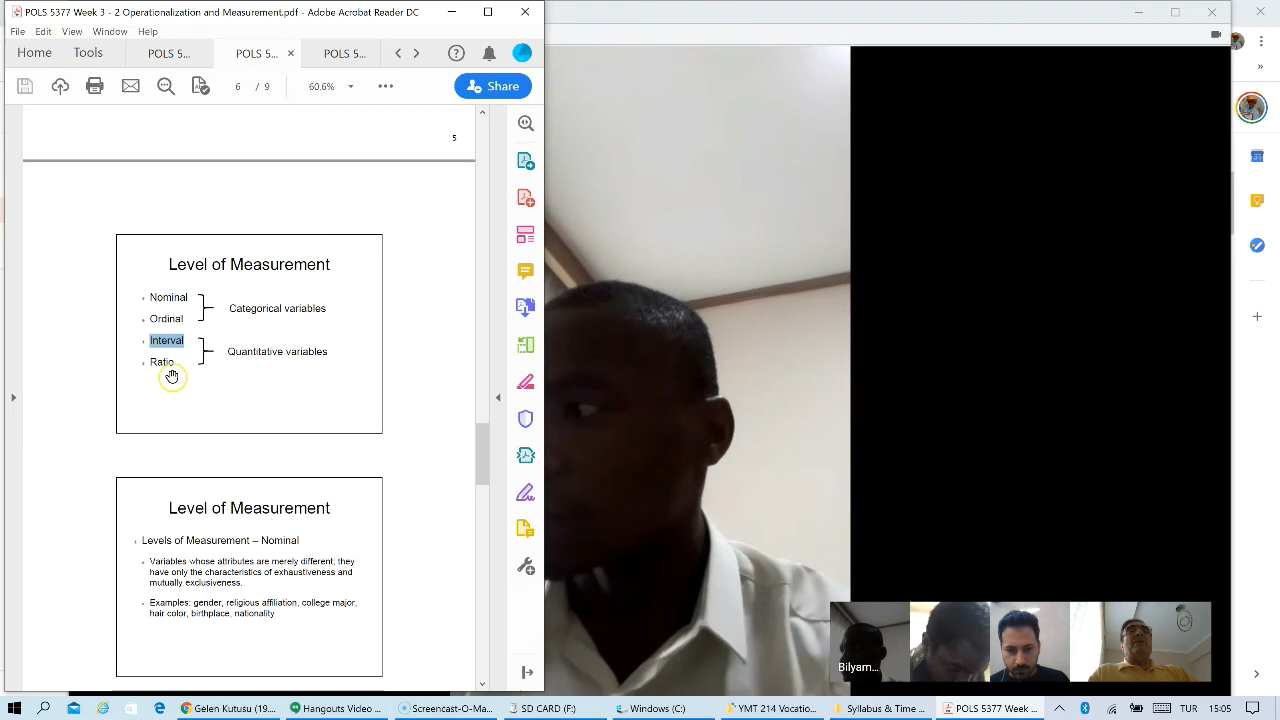 POLS 5377 Week 3 - 2 Operationalization and Measurement.pdf - Adobe Acrobat Reader DC
File Edit View Window Help
Home Tools POLS 5... POLS 5... × POLS 5...
6 / 9 60,6% Share
5
Level of Measurement
Nominal
Ordinal
Categorical variables
Interval
Ratio
Quantitative variables
Level of Measurement
Levels of Measurement – Nominal
Variables whose attributes are merely different; they
have only the characteristics of exhaustiveness and
mutually exclusiveness.
Examples: gender, religious affiliation, college major,
hair color, birthplace, nationality
Bilyam...
31
Gelen Kutusu (19... Hangouts Video ... Screencast-O-Ma... SD CARD (F:) Windows (C:) YMT 214 Vocatio... Syllabus & Time ... POLS 5377 Week ... TUR 15:05